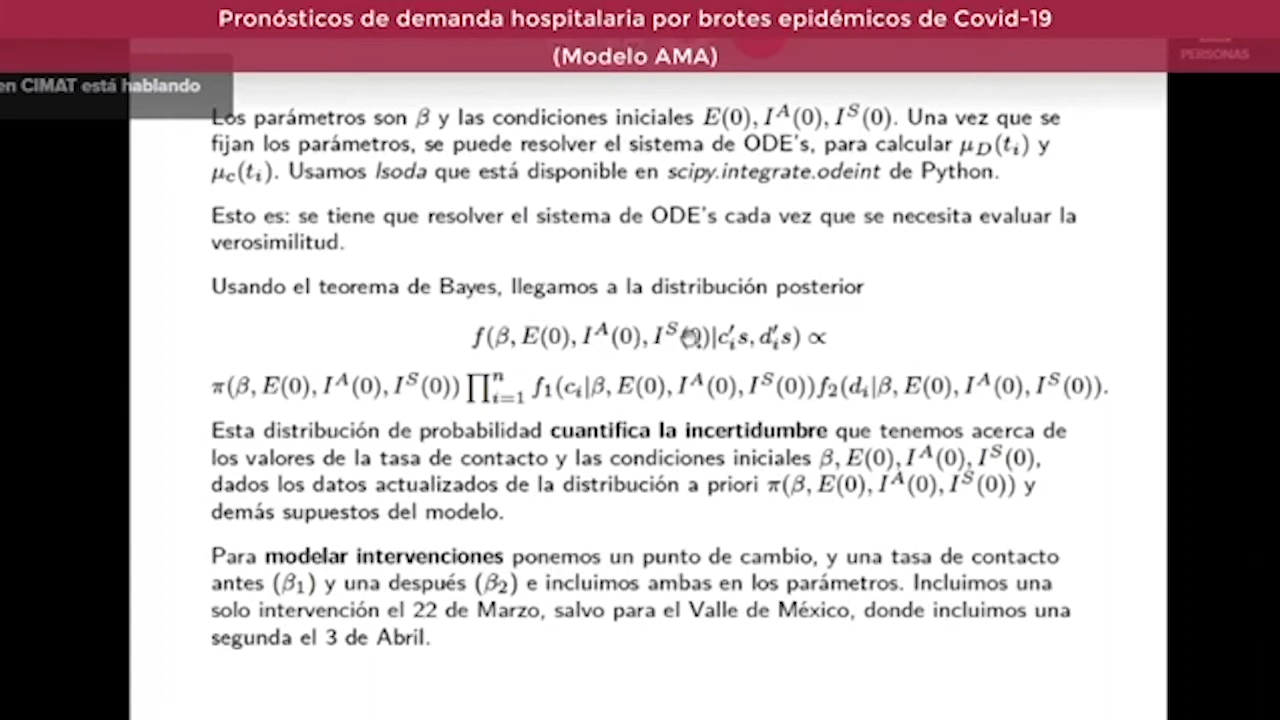 Pronósticos de demanda hospitalaria por brotes epidémicos de Covid-19
(Modelo AMA)
PERSONAS
en CIMAT está hablando
Los parámetros son β y las condiciones iniciales E(0), I^A(0), I^S(0). Una vez que se
fijan los parámetros, se puede resolver el sistema de ODE's, para calcular μ_D(t_i) y
μ_c(t_i). Usamos lsoda que está disponible en scipy.integrate.odeint de Python.
Esto es: se tiene que resolver el sistema de ODE's cada vez que se necesita evaluar la
verosimilitud.
Usando el teorema de Bayes, llegamos a la distribución posterior
f(β, E(0), I^A(0), I^S(0)|c'_i s, d'_i s) ∝
π(β, E(0), I^A(0), I^S(0)) ∏_{i=1}^n f_1(c_i|β, E(0), I^A(0), I^S(0))f_2(d_i|β, E(0), I^A(0), I^S(0)).
Esta distribución de probabilidad cuantifica la incertidumbre que tenemos acerca de
los valores de la tasa de contacto y las condiciones iniciales β, E(0), I^A(0), I^S(0),
dados los datos actualizados de la distribución a priori π(β, E(0), I^A(0), I^S(0)) y
demás supuestos del modelo.
Para modelar intervenciones ponemos un punto de cambio, y una tasa de contacto
antes (β_1) y una después (β_2) e incluimos ambas en los parámetros. Incluimos una
solo intervención el 22 de Marzo, salvo para el Valle de México, donde incluimos una
segunda el 3 de Abril.